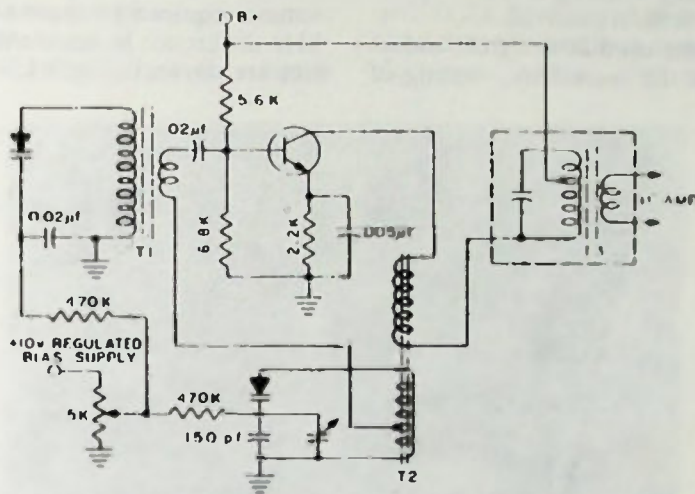 B+
5.6K
.02µf
0.02µf
T1
6.8K
2.2K
.005µf
AMP
470K
+10v REGULATED
BIAS SUPPLY
5K
470K
150 pf
T2